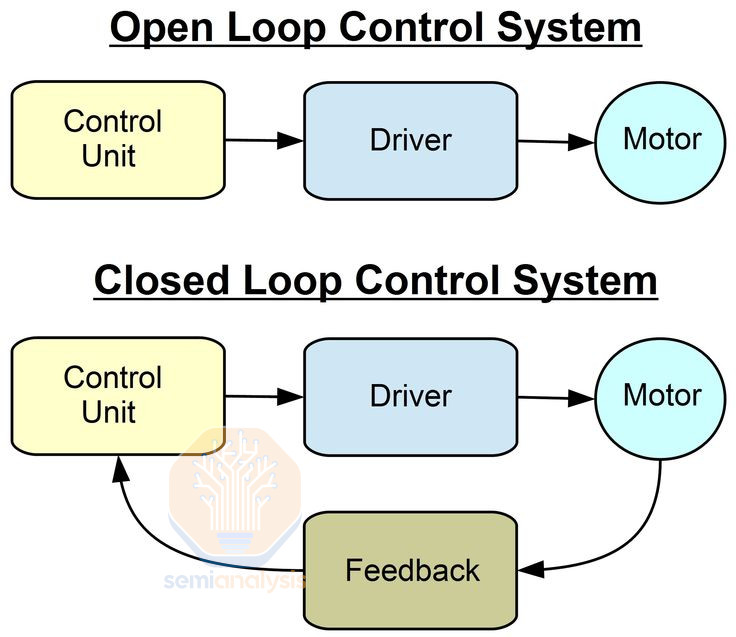 Open Loop Control System
Control
Unit
Driver
Motor
Closed Loop Control System
Control
Unit
Driver
Motor
Feedback
semianalysis